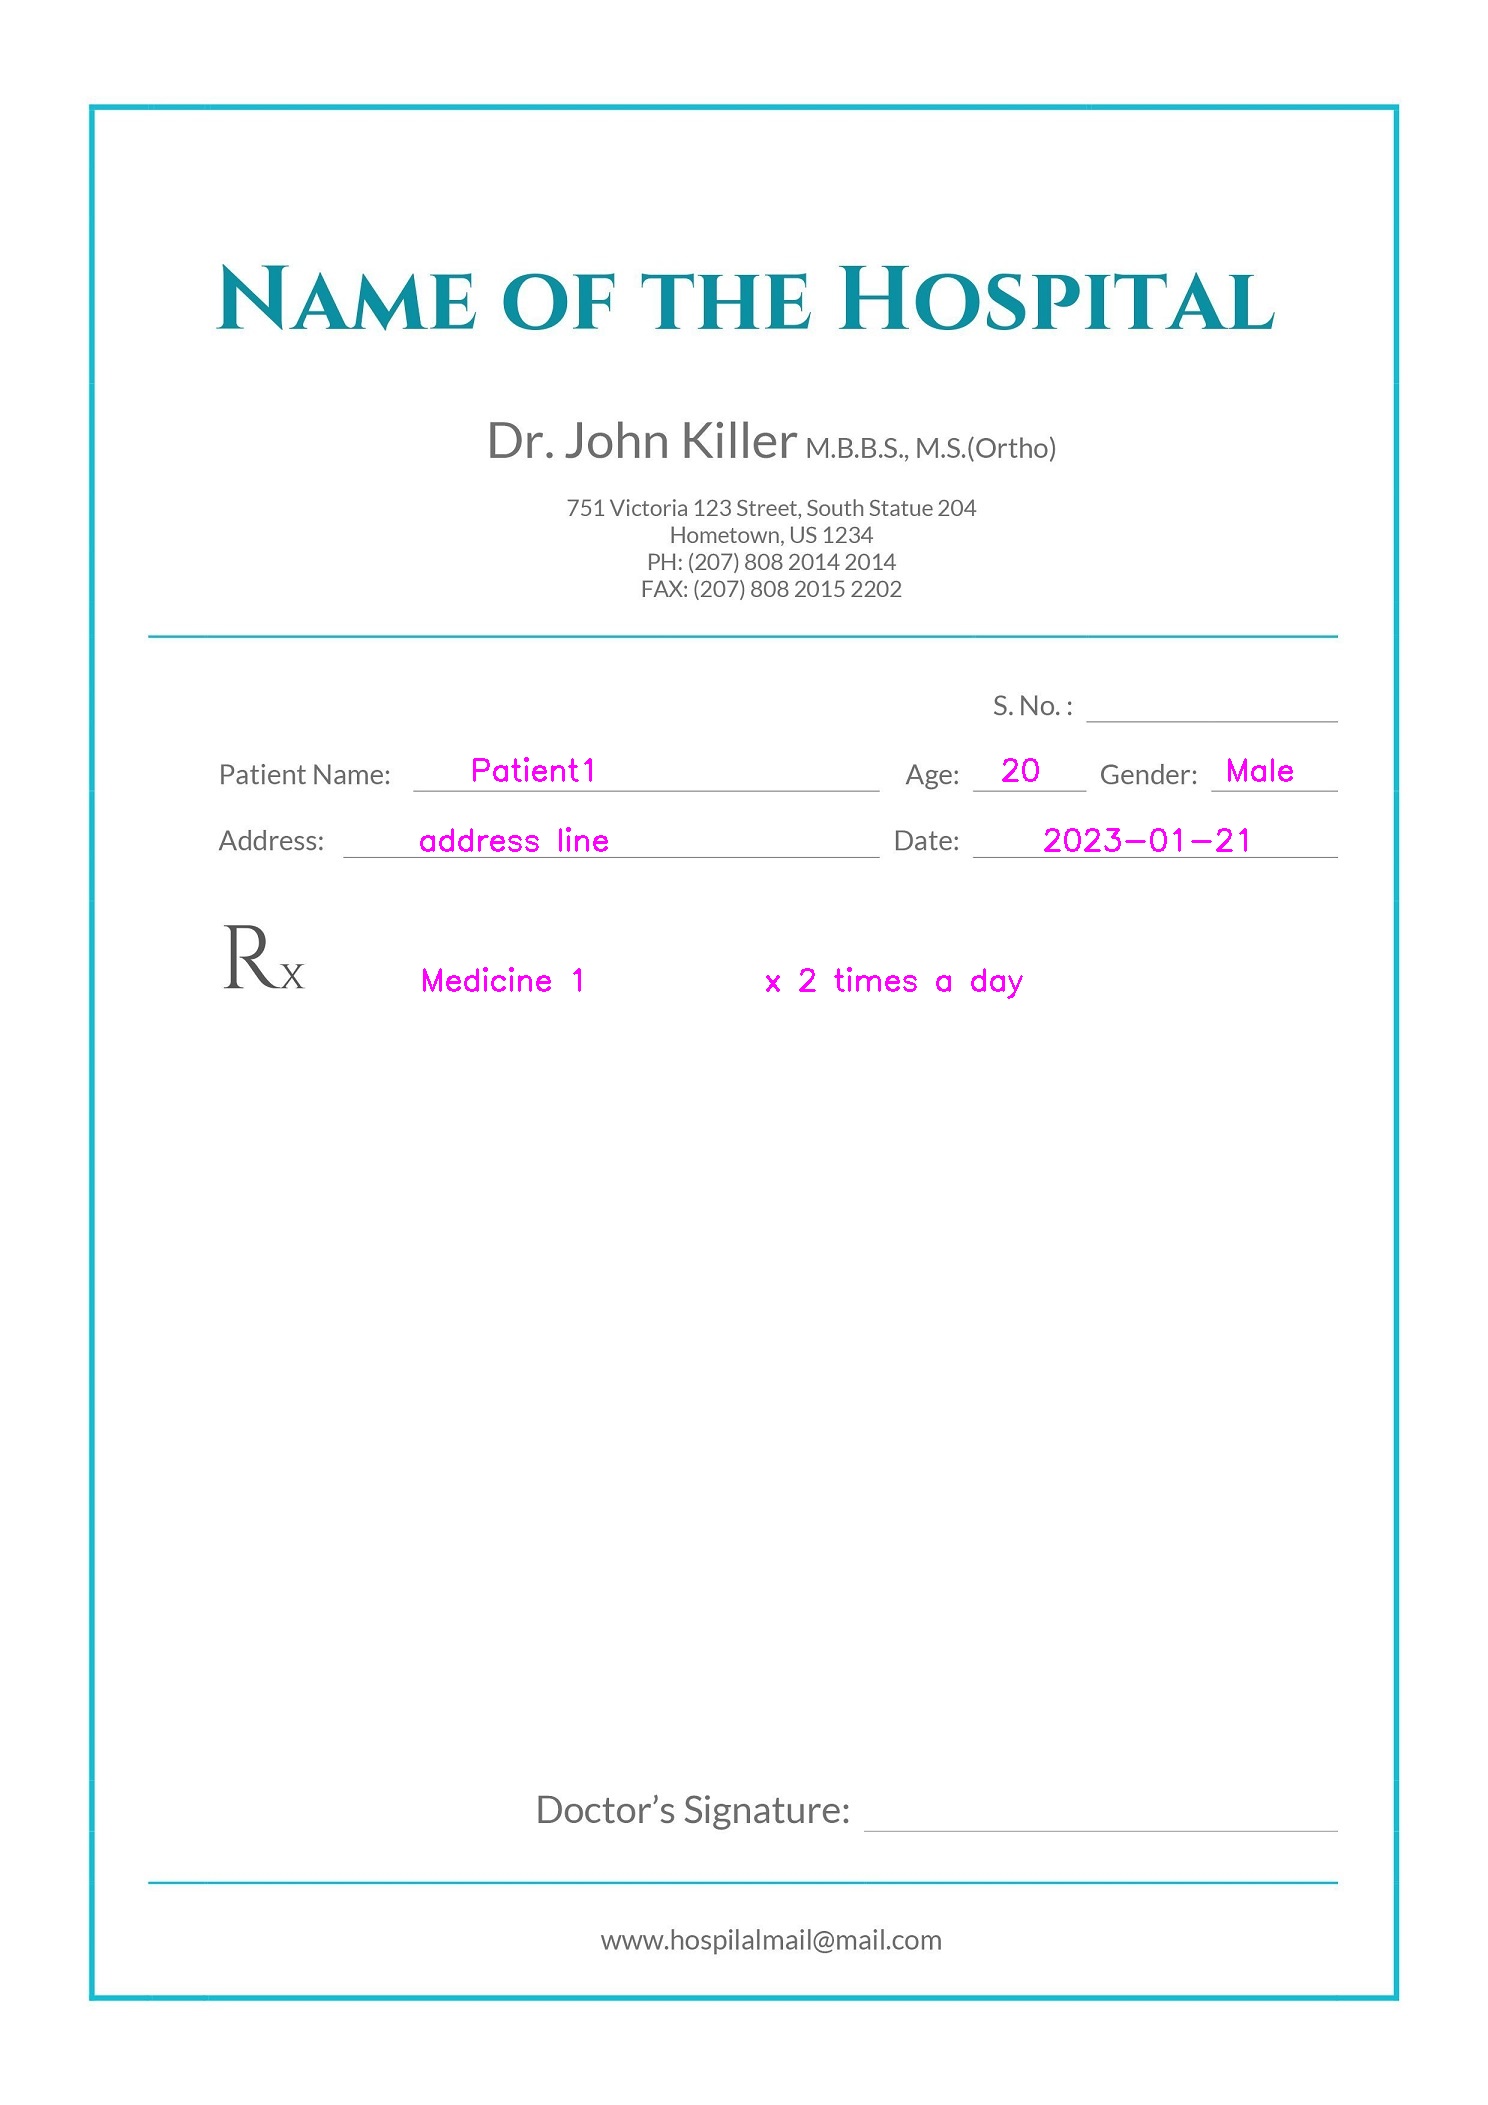 NAME OF THE HOSPITAL
Dr. John Killer M.B.B.S., M.S.(Ortho)
751 Victoria 123 Street, South Statue 204
Hometown, US 1234
PH: (207) 808 2014 2014
FAX: (207) 808 2015 2202
S. No. :
Patient Name: Patient1 Age: 20 Gender: Male
Address: address line Date: 2023-01-21
Rx Medicine 1 x 2 times a day
Doctor’s Signature:
www.hospilalmail@mail.com